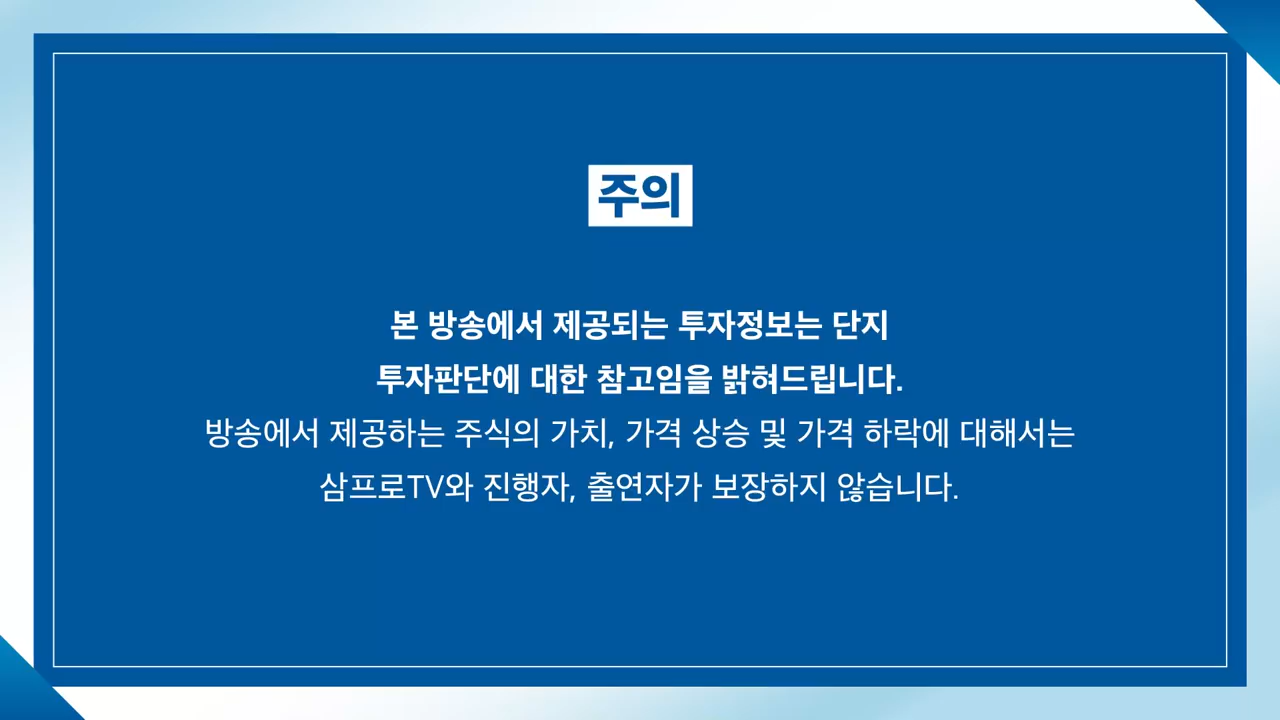 주의
본 방송에서 제공되는 투자정보는 단지
투자판단에 대한 참고임을 밝혀드립니다.
방송에서 제공하는 주식의 가치, 가격 상승 및 가격 하락에 대해서는
삼프로TV와 진행자, 출연자가 보장하지 않습니다.